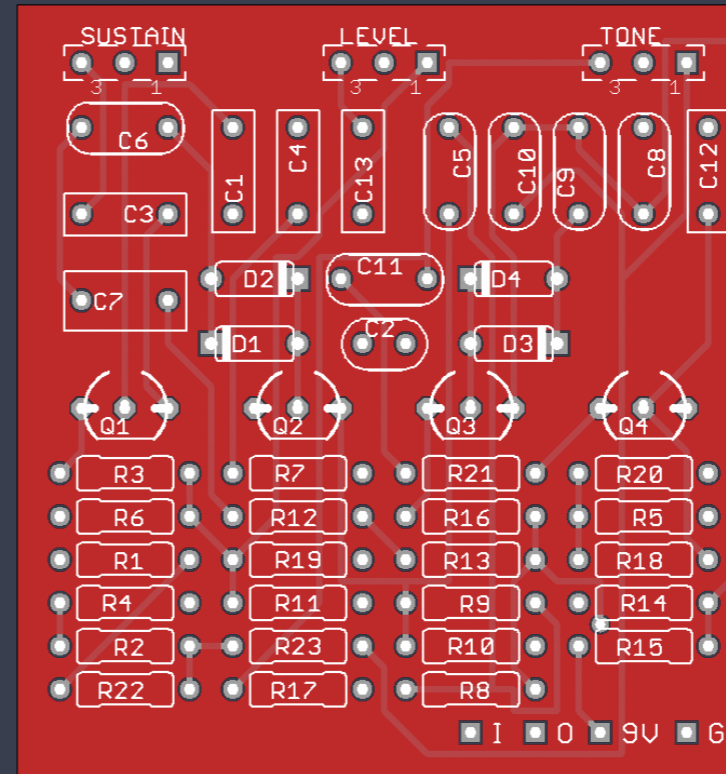 SUSTAIN LEVEL TONE
3 1 3 1 3 1
C6 C1 C4 C13 C5 C10 C9 C8 C12
C3
D2 C11 D4
C7
D1 C2 D3
Q1 Q2 Q3 Q4
R3 R7 R21 R20
R6 R12 R16 R5
R1 R19 R13 R18
R4 R11 R9 R14
R2 R23 R10 R15
R22 R17 R8
I O 9V G